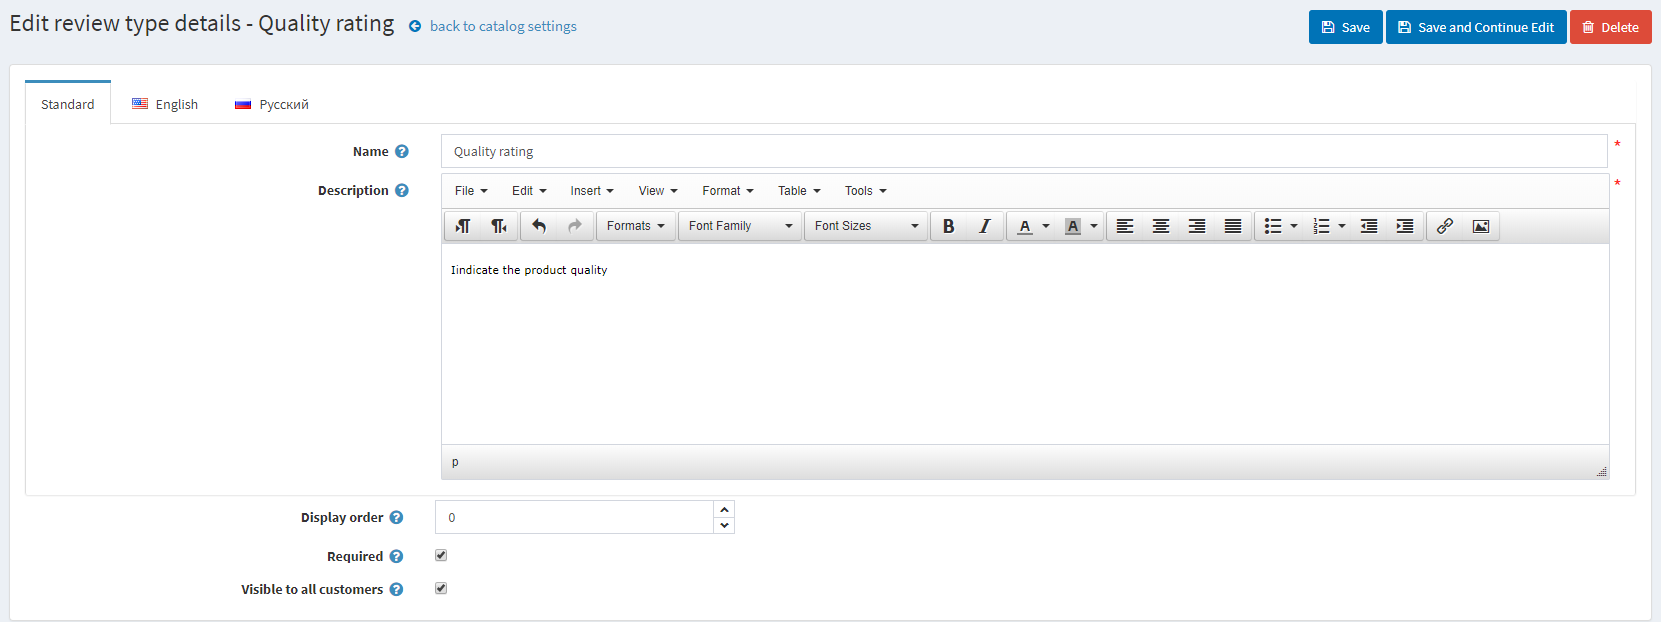 Edit review type details - Quality rating back to catalog settings Save Save and Continue Edit Delete
Standard English Русский
Name Quality rating *
Description File Edit Insert View Format Table Tools *
Formats Font Family Font Sizes B I A A
Iindicate the product quality
p
Display order 0
Required
Visible to all customers